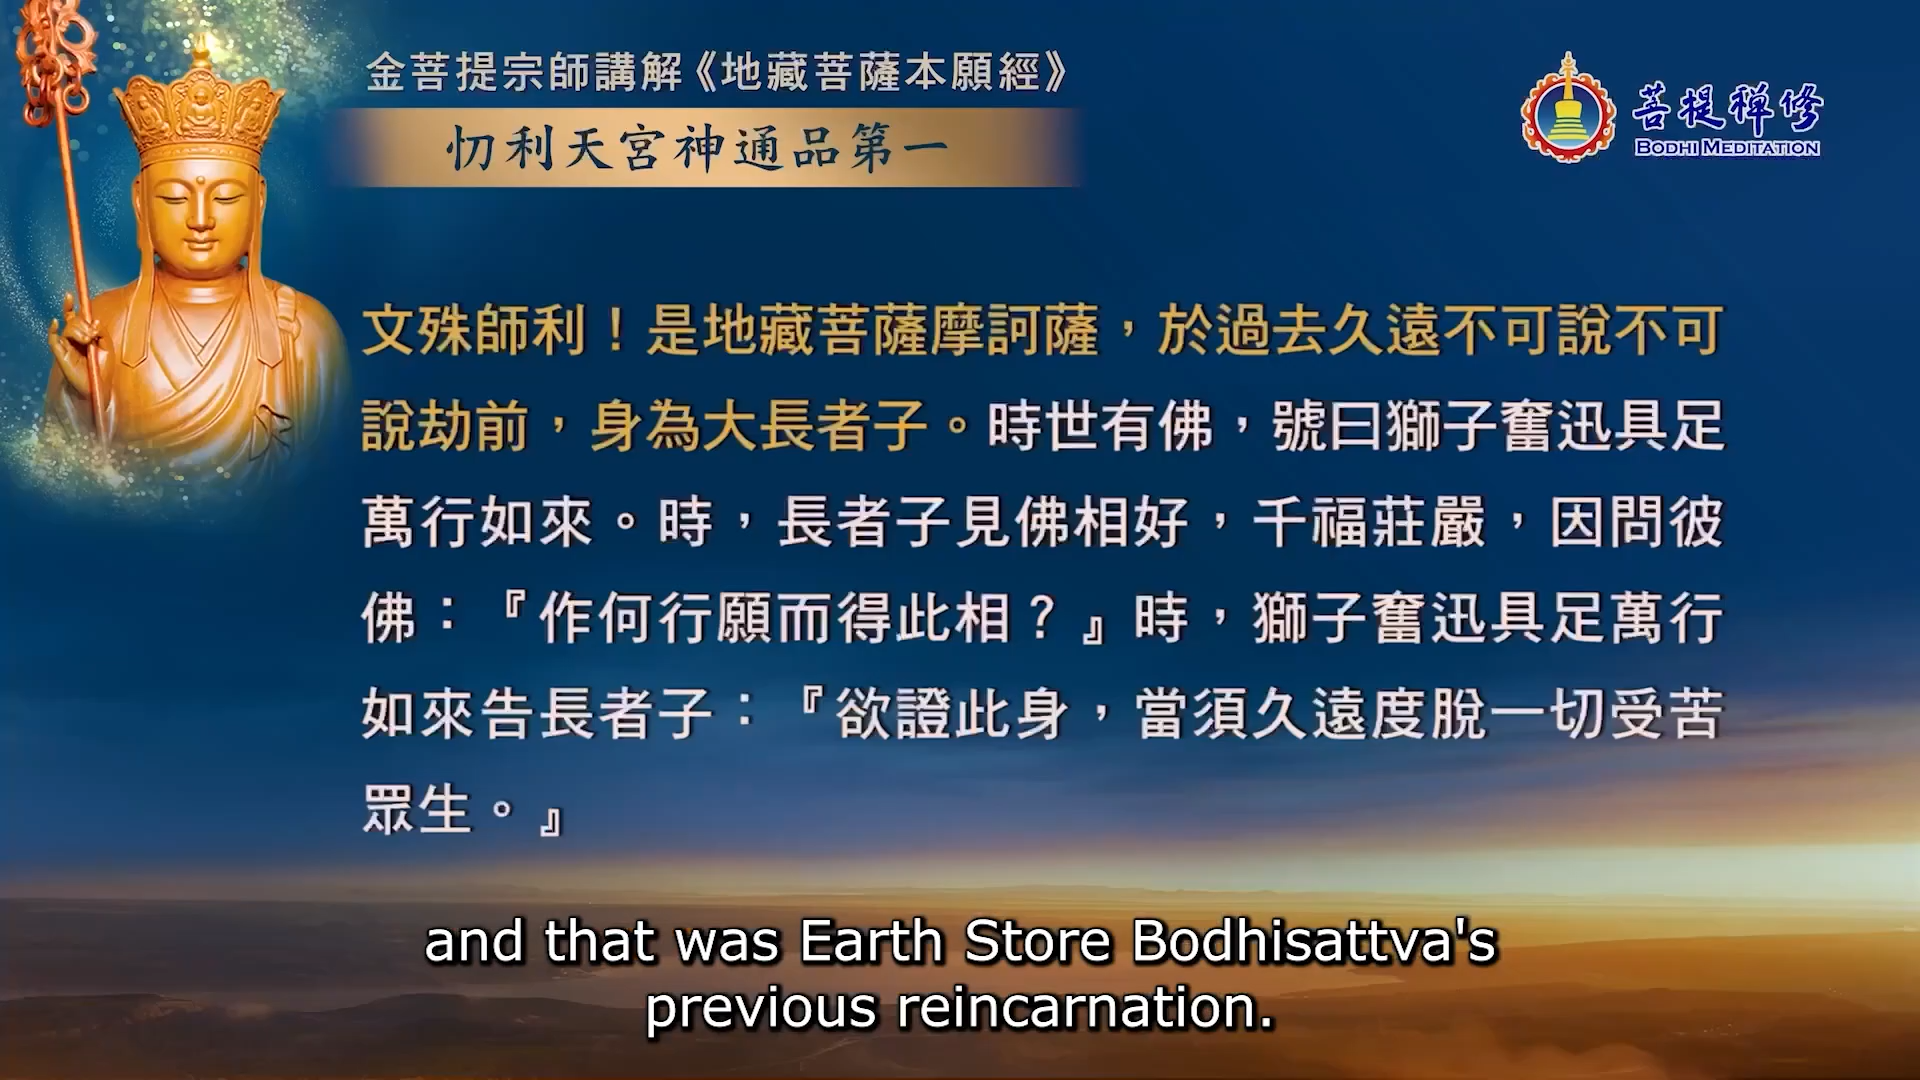 金菩提宗師講解《地藏菩薩本願經》
忉利天宮神通品第一
菩提禪修
BODHI MEDITATION
文殊師利！是地藏菩薩摩訶薩，於過去久遠不可說不可
說劫前，身為大長者子。時世有佛，號曰獅子奮迅具足
萬行如來。時，長者子見佛相好，千福莊嚴，因問彼
佛：『作何行願而得此相？』時，獅子奮迅具足萬行
如來告長者子：『欲證此身，當須久遠度脫一切受苦
眾生。』
and that was Earth Store Bodhisattva's
previous reincarnation.